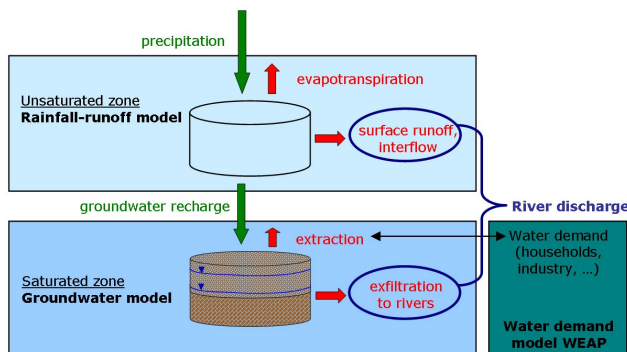 precipitation
evapotranspiration
Unsaturated zone
Rainfall-runoff model
surface runoff,
interflow
groundwater recharge
River discharge
extraction
Water demand
(households,
industry, ...)
Saturated zone
Groundwater model
exfiltration
to rivers
Water demand
model WEAP